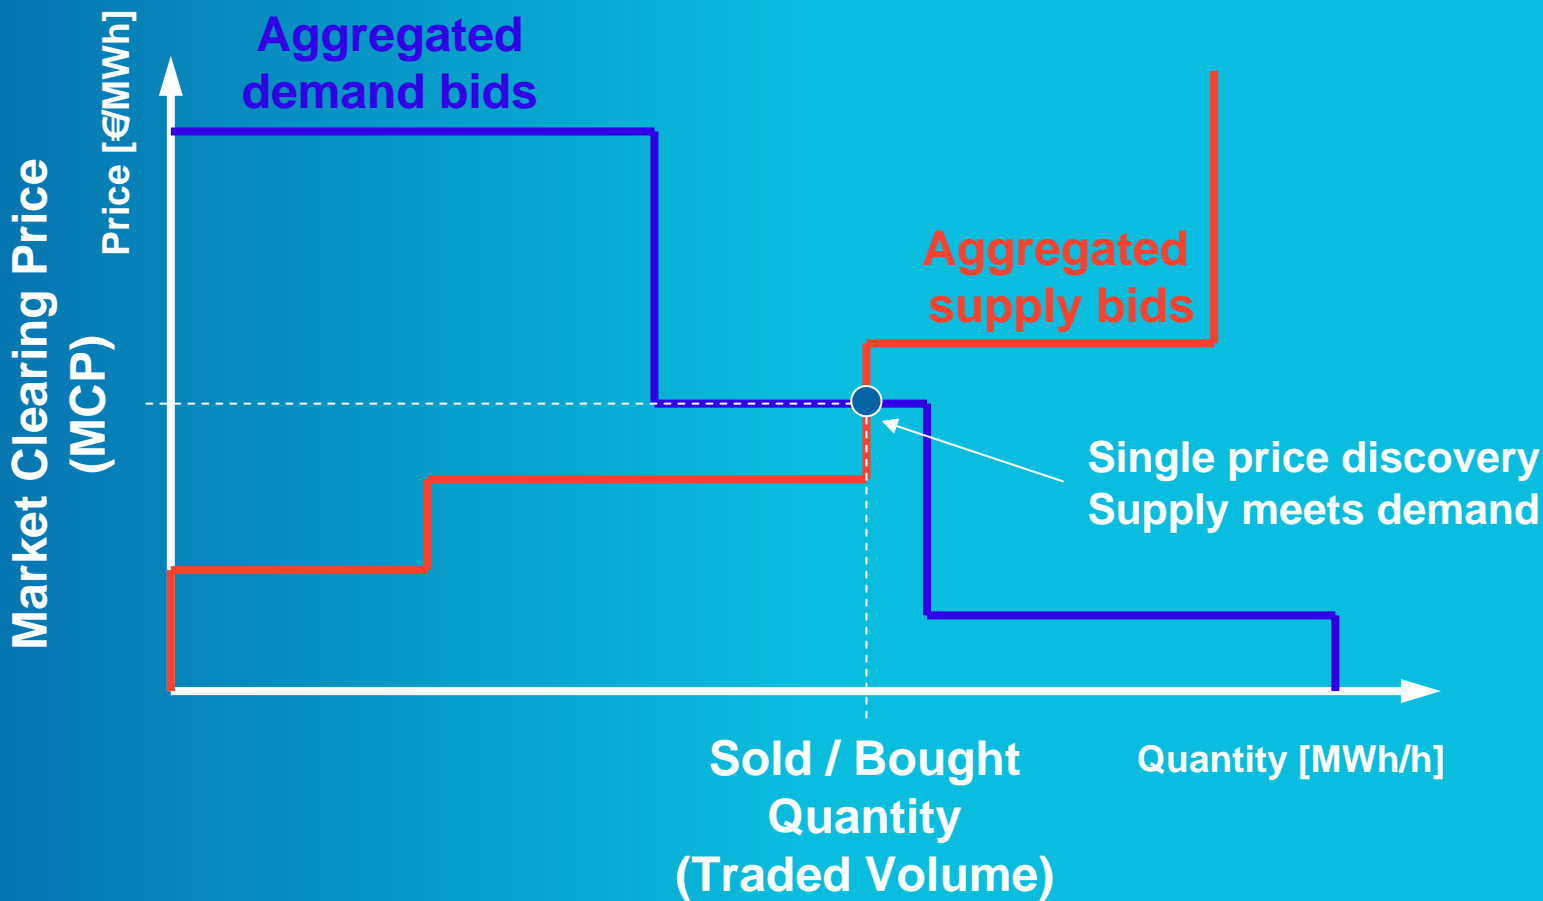 Aggregated
demand bids
Price [€/MWh]
Market Clearing Price
(MCP)
Aggregated
supply bids
Single price discovery
Supply meets demand
Sold / Bought
Quantity
(Traded Volume)
Quantity [MWh/h]